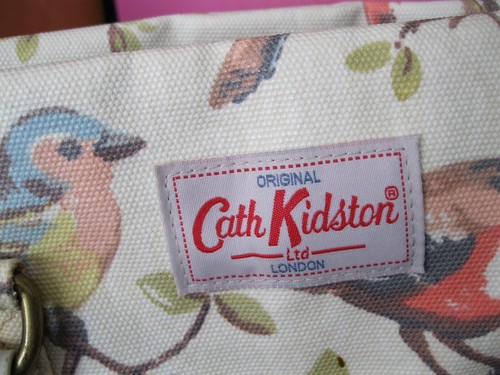 ORIGINAL
Cath Kidston®
Ltd
LONDON